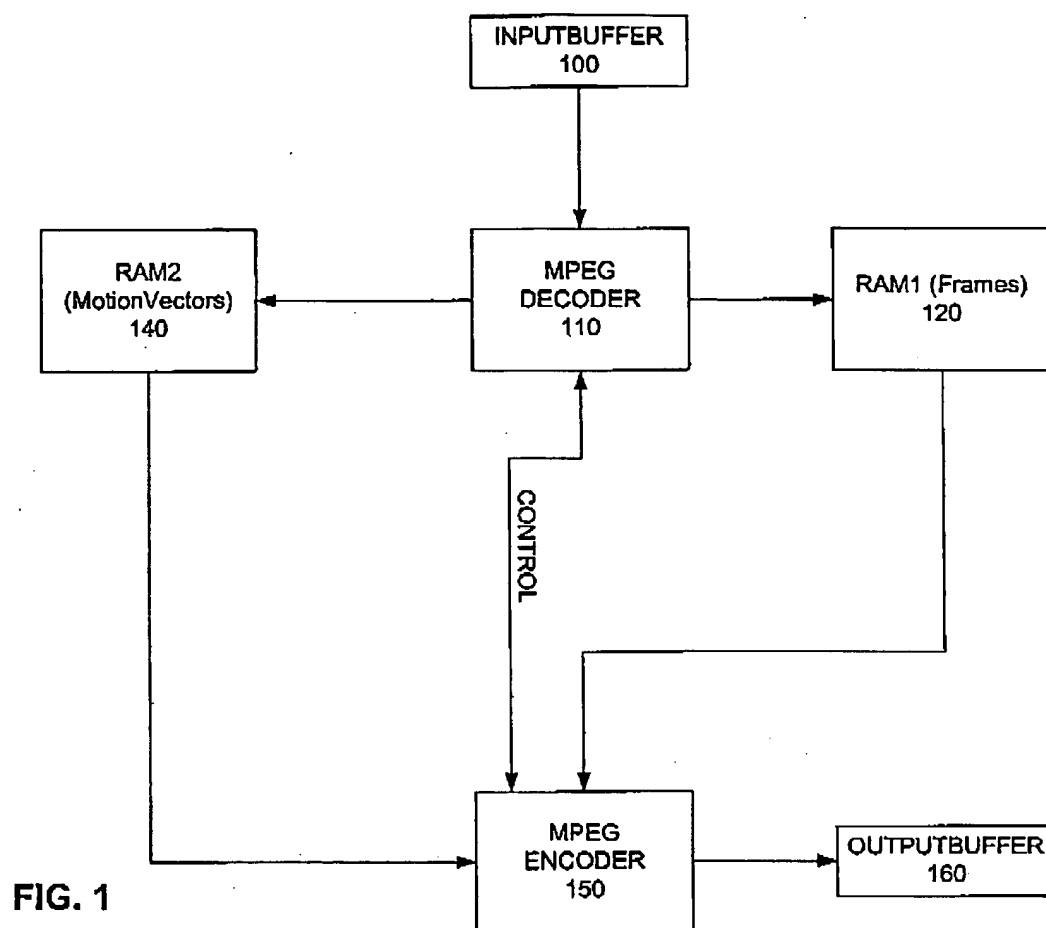 INPUTBUFFER
100
RAM2
(MotionVectors)
140
MPEG
DECODER
110
RAM1 (Frames)
120
CONTROL
MPEG
ENCODER
150
OUTPUTBUFFER
160
FIG. 1